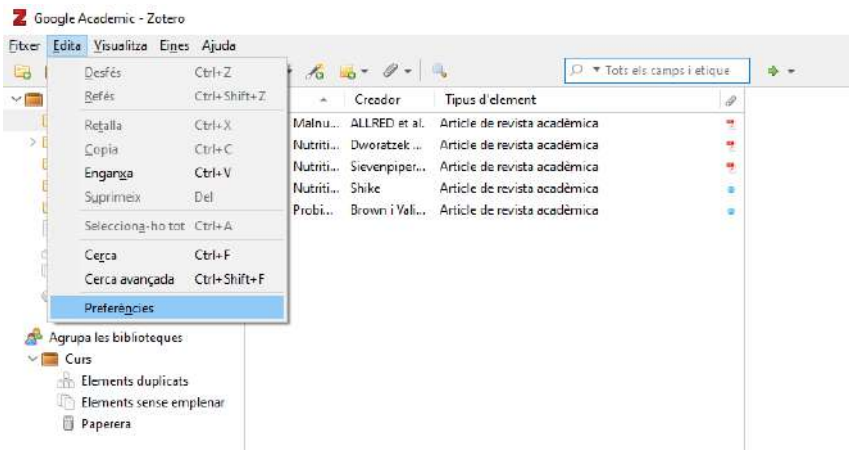 Google Academic - Zotero
Fitxer Edita Visualitza Eines Ajuda
Desfés Ctrl+Z
Refés Ctrl+Shift+Z
Retalla Ctrl+X
Copia Ctrl+C
Enganxa Ctrl+V
Suprimeix Del
Selecciona-ho tot Ctrl+A
Cerca Ctrl+F
Cerca avançada Ctrl+Shift+F
Preferències
Tots els camps i etique
Creador Tipus d'element
Malnu... ALLRED et al. Article de revista acadèmica
Nutriti... Dworatzek ... Article de revista acadèmica
Nutriti... Sievenpiper... Article de revista acadèmica
Nutriti... Shike Article de revista acadèmica
Probi... Brown i Vali... Article de revista acadèmica
Agrupa les biblioteques
Curs
Elements duplicats
Elements sense emplenar
Paperera